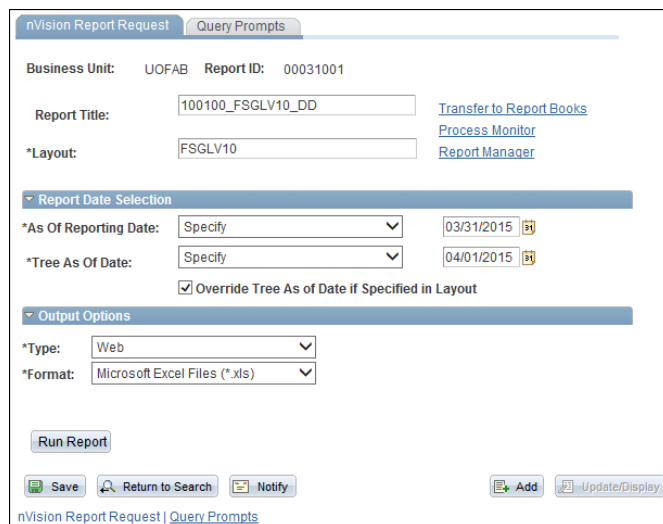 nVision Report Request Query Prompts
Business Unit: UOFAB Report ID: 00031001
Report Title: 100100_FSGLV10_DD Transfer to Report Books
Process Monitor
*Layout: FSGLV10 Report Manager
Report Date Selection
*As Of Reporting Date: Specify 03/31/2015 31
*Tree As Of Date: Specify 04/01/2015 31
Override Tree As of Date if Specified in Layout
Output Options
*Type: Web
*Format: Microsoft Excel Files (*.xls)
Run Report
Save Return to Search Notify Add Update/Display
nVision Report Request | Query Prompts